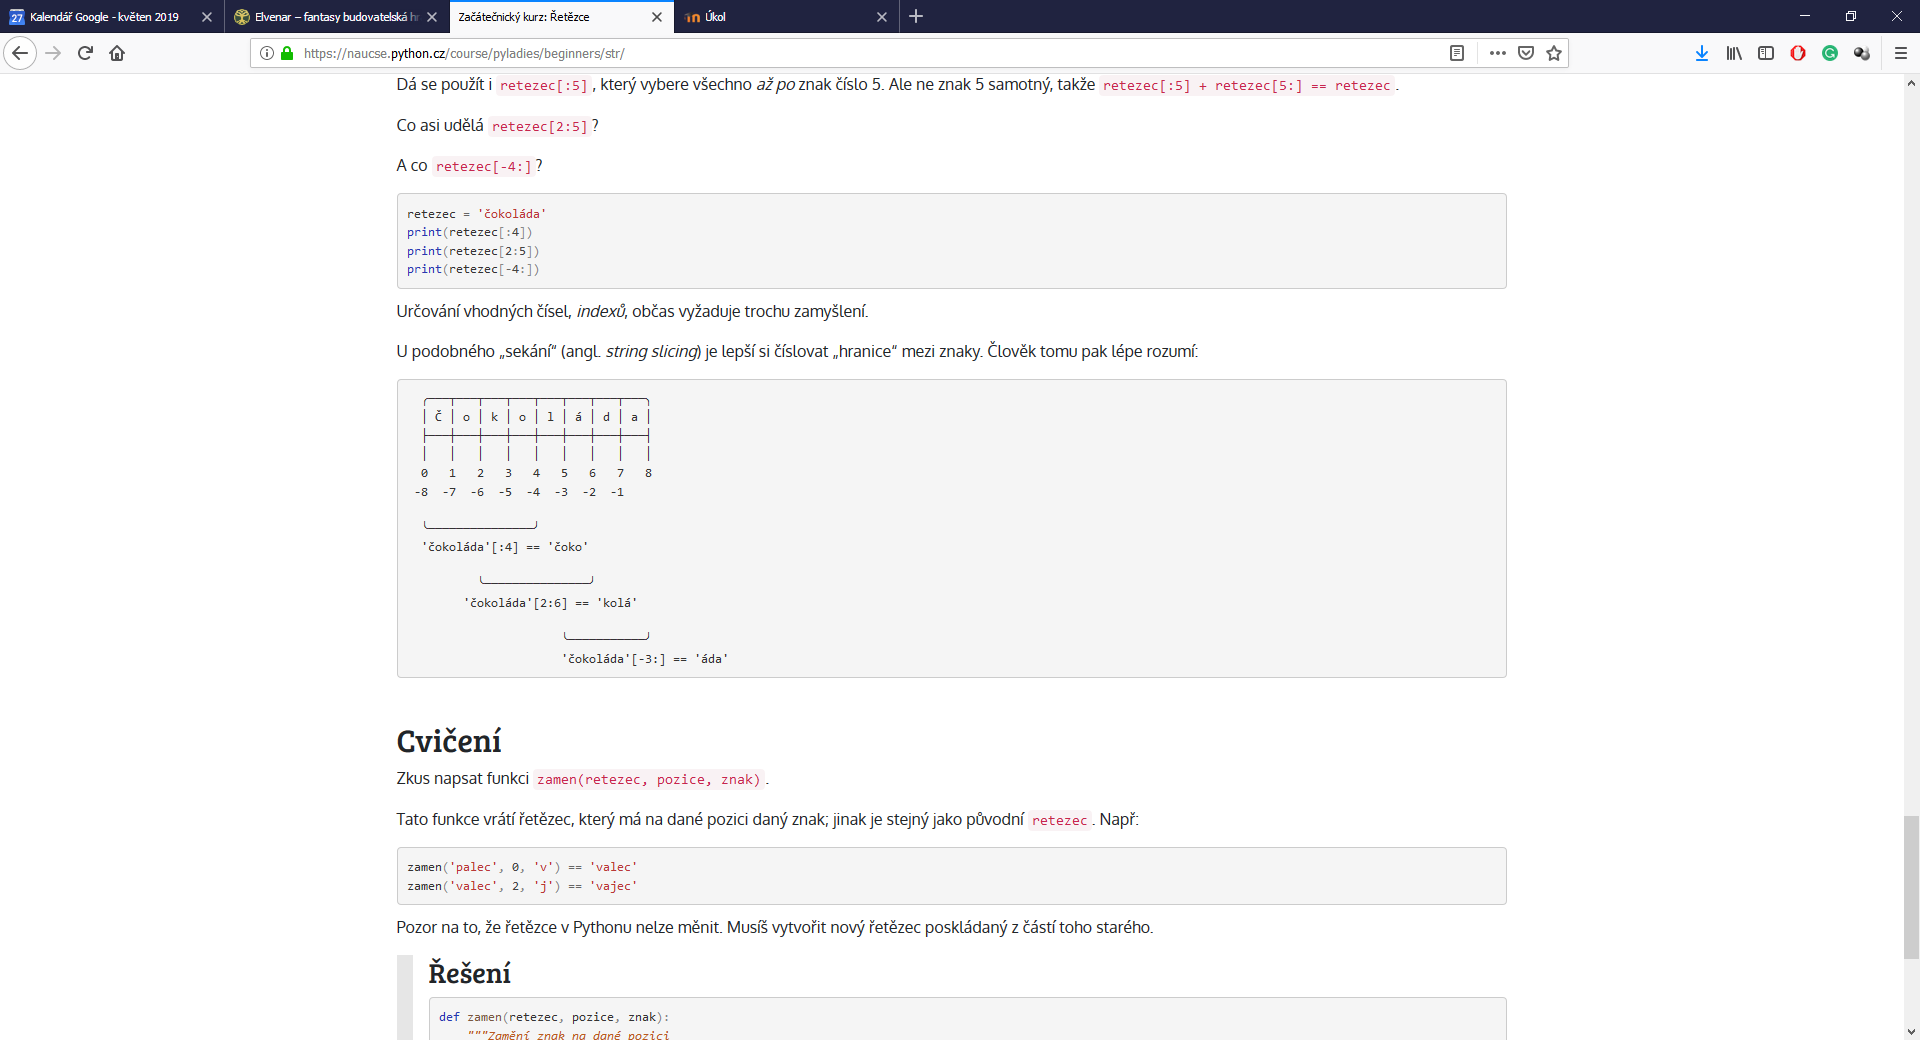 Kalendář Google - květen 2019
Elvenar – fantasy budovatelská h
Začátečnický kurz: Řetězce
Úkol
https://naucse.python.cz/course/pyladies/beginners/str/
Dá se použít i retezec[:5], který vybere všechno až po znak číslo 5. Ale ne znak 5 samotný, takže retezec[:5] + retezec[5:] == retezec.
Co asi udělá retezec[2:5]?
A co retezec[-4:]?
retezec = 'čokoláda'
print(retezec[:4])
print(retezec[2:5])
print(retezec[-4:])
Určování vhodných čísel, indexů, občas vyžaduje trochu zamyšlení.
U podobného „sekání“ (angl. string slicing) je lepší si číslovat „hranice“ mezi znaky. Člověk tomu pak lépe rozumí:
Č o k o l á d a
0 1 2 3 4 5 6 7 8
-8 -7 -6 -5 -4 -3 -2 -1
'čokoláda'[:4] == 'čoko'
'čokoláda'[2:6] == 'kolá'
'čokoláda'[-3:] == 'áda'
Cvičení
Zkus napsat funkci zamen(retezec, pozice, znak).
Tato funkce vrátí řetězec, který má na dané pozici daný znak; jinak je stejný jako původní retezec. Např:
zamen('palec', 0, 'v') == 'valec'
zamen('valec', 2, 'j') == 'vajec'
Pozor na to, že řetězce v Pythonu nelze měnit. Musíš vytvořit nový řetězec poskládaný z částí toho starého.
Řešení
def zamen(retezec, pozice, znak):
"""Zamění znak na dané pozici